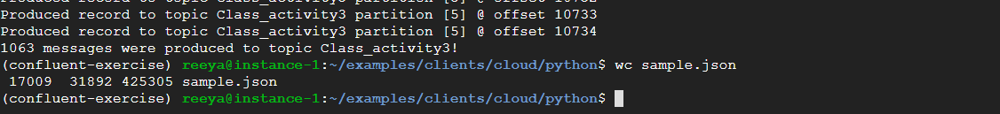 Produced record to topic Class_activity3 partition [5] @ offset 10732
Produced record to topic Class_activity3 partition [5] @ offset 10733
Produced record to topic Class_activity3 partition [5] @ offset 10734
1063 messages were produced to topic Class_activity3!
(confluent-exercise) reeya@instance-1:~/examples/clients/cloud/python$ wc sample.json
 17009  31892 425305 sample.json
(confluent-exercise) reeya@instance-1:~/examples/clients/cloud/python$